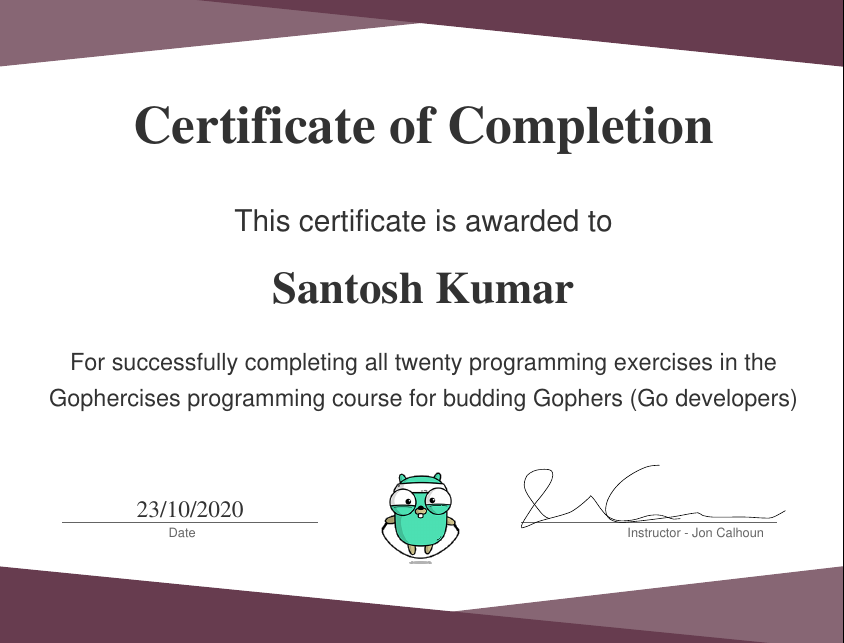 Certificate of Completion
This certificate is awarded to
Santosh Kumar
For successfully completing all twenty programming exercises in the
Gophercises programming course for budding Gophers (Go developers)
23/10/2020
Date
Instructor - Jon Calhoun